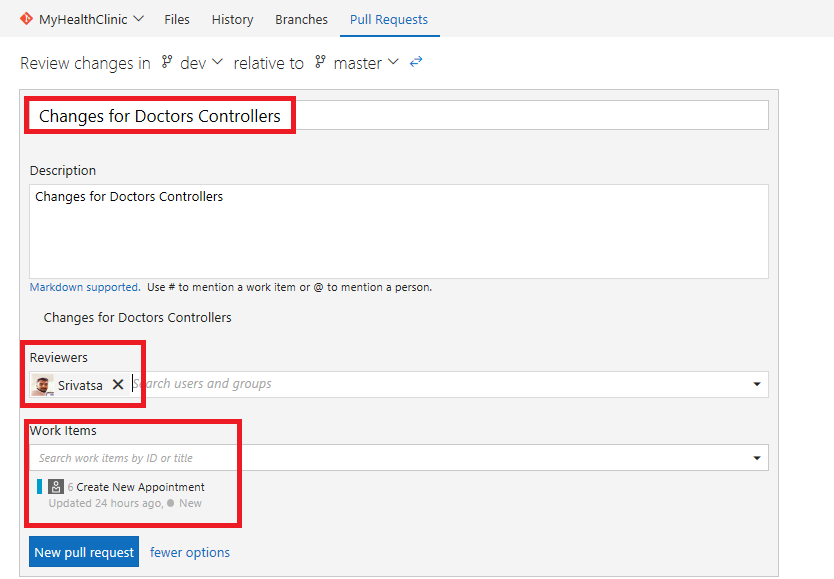 MyHealthClinic Files History Branches Pull Requests
Review changes in dev relative to master
Changes for Doctors Controllers
Description
Changes for Doctors Controllers
Markdown supported. Use # to mention a work item or @ to mention a person.
Changes for Doctors Controllers
Reviewers
Srivatsa Search users and groups
Work Items
Search work items by ID or title
6 Create New Appointment
Updated 24 hours ago, New
New pull request fewer options